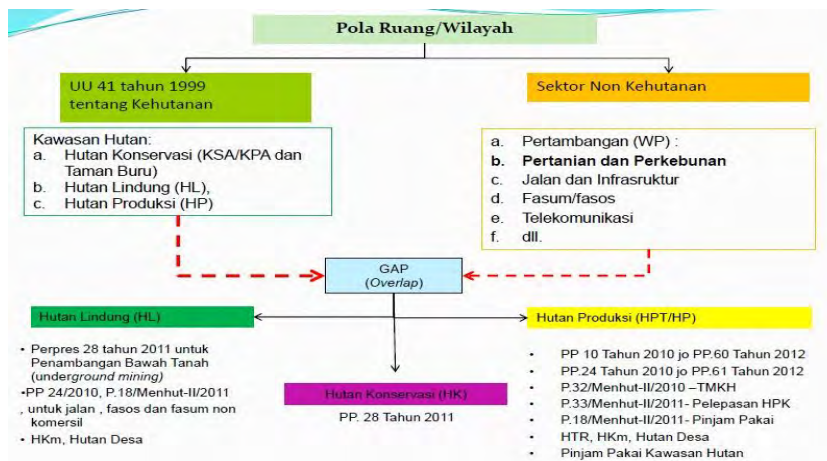 Pola Ruang/Wilayah
UU 41 tahun 1999
tentang Kehutanan
Sektor Non Kehutanan
Kawasan Hutan:
a. Hutan Konservasi (KSA/KPA dan
Taman Buru)
b. Hutan Lindung (HL),
c. Hutan Produksi (HP)
a. Pertambangan (WP) :
b. Pertanian dan Perkebunan
c. Jalan dan Infrasruktur
d. Fasum/fasos
e. Telekomunikasi
f. dll.
GAP
(Overlap)
Hutan Lindung (HL)
• Perpres 28 tahun 2011 untuk
Penambangan Bawah Tanah
(underground mining)
•PP 24/2010, P.18/Menhut-II/2011
, untuk jalan , fasos dan fasum non
komersil
• HKm, Hutan Desa
Hutan Konservasi (HK)
PP. 28 Tahun 2011
Hutan Produksi (HPT/HP)
• PP 10 Tahun 2010 jo PP.60 Tahun 2012
• PP.24 Tahun 2010 jo PP.61 Tahun 2012
• P.32/Menhut-II/2010 –TMKH
• P.33/Menhut-II/2011- Pelepasan HPK
• P.18/Menhut-II/2011- Pinjam Pakai
• HTR, HKm, Hutan Desa
• Pinjam Pakai Kawasan Hutan